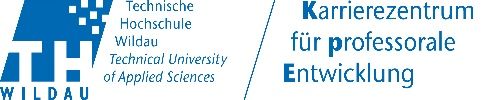 TH
WILDAU
Technische
Hochschule
Wildau
Technical University
of Applied Sciences
Karrierezentrum
für professorale
Entwicklung